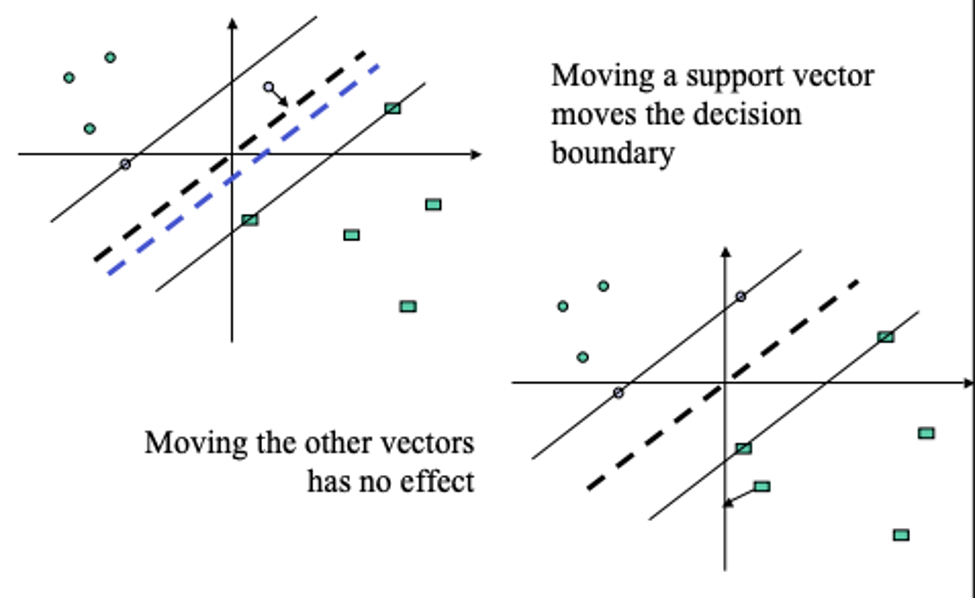 Moving a support vector
moves the decision
boundary
Moving the other vectors
has no effect